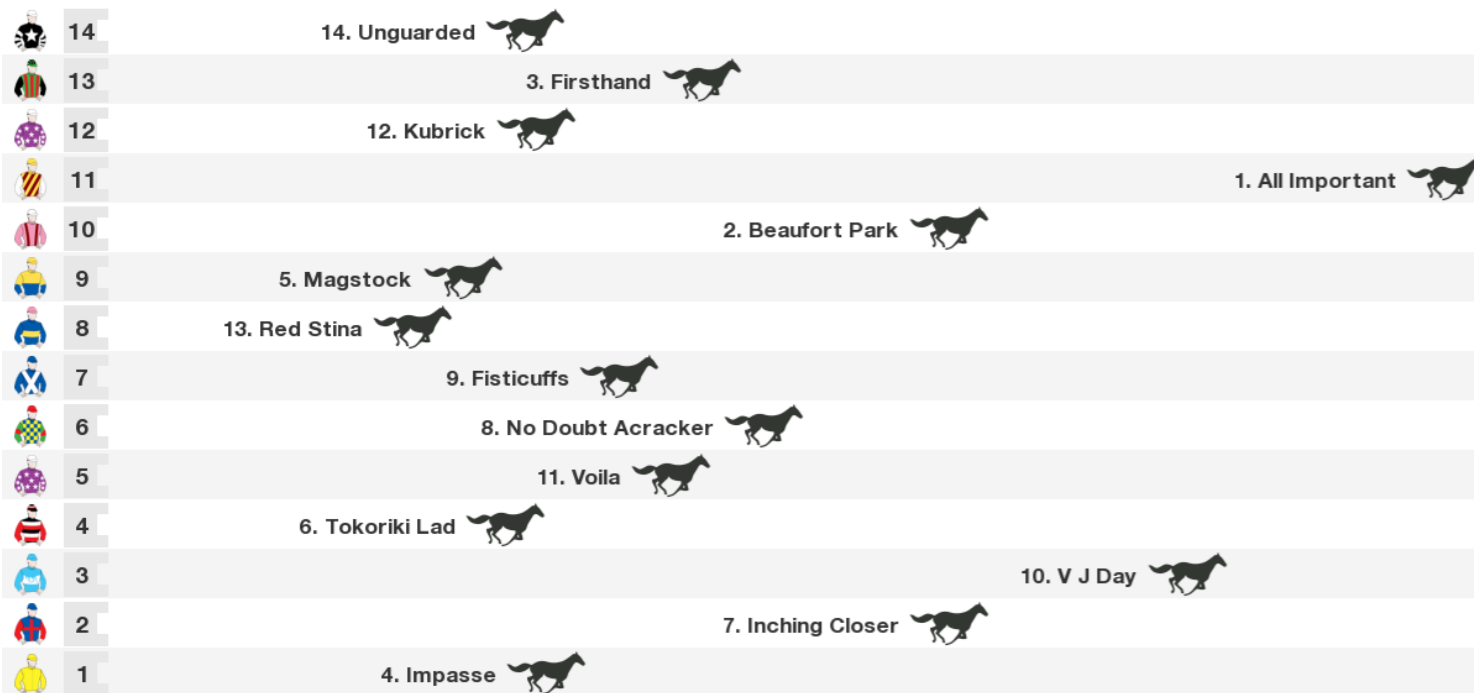 14 14. Unguarded
13 3. Firsthand
12 12. Kubrick
11 1. All Important
10 2. Beaufort Park
9 5. Magstock
8 13. Red Stina
7 9. Fisticuffs
6 8. No Doubt Acracker
5 11. Voila
4 6. Tokoriki Lad
3 10. V J Day
2 7. Inching Closer
1 4. Impasse